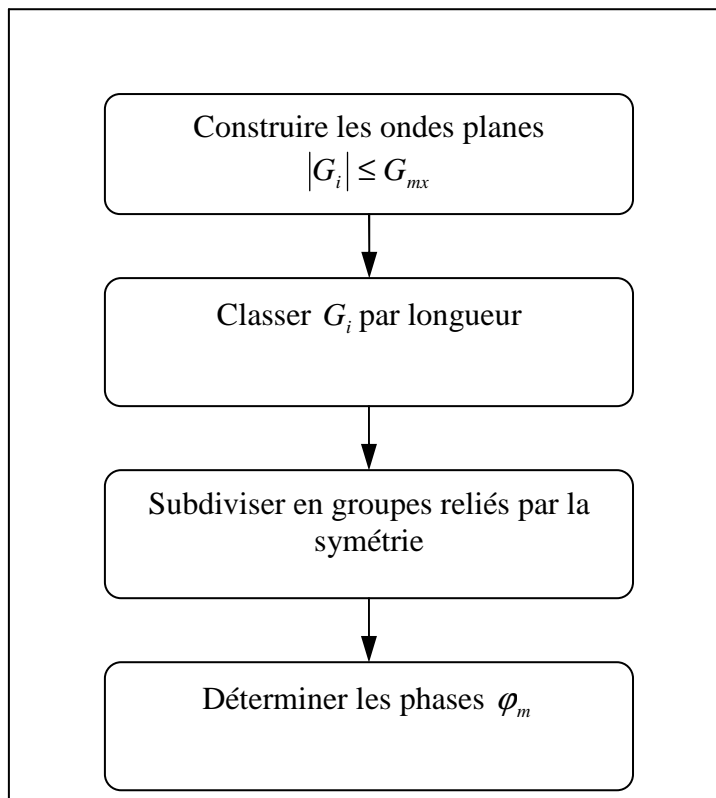 Construire les ondes planes
|G_i| ≤ G_mx
Classer G_i par longueur
Subdiviser en groupes reliés par la
symétrie
Déterminer les phases φ_m